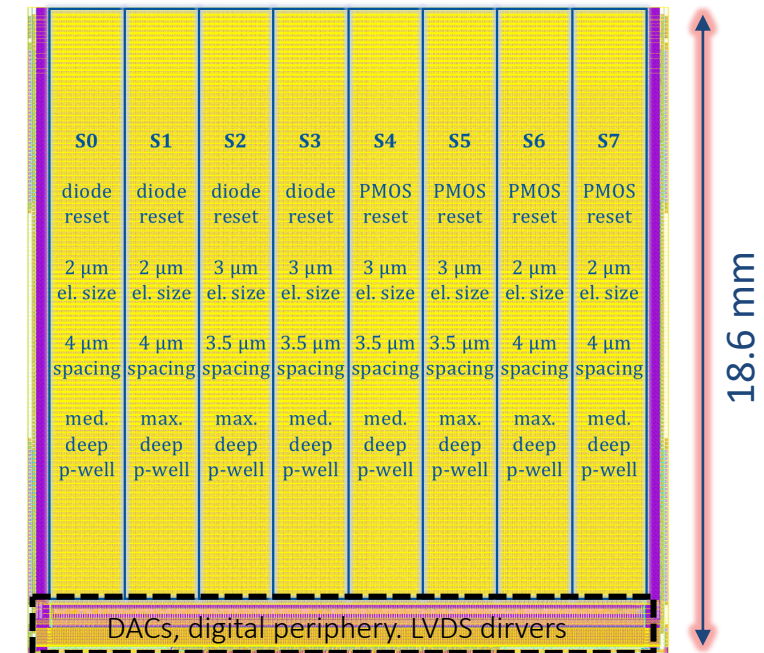 S0 S1 S2 S3 S4 S5 S6 S7
diode diode diode diode PMOS PMOS PMOS PMOS
reset reset reset reset reset reset reset reset
2 µm 2 µm 3 µm 3 µm 3 µm 3 µm 2 µm 2 µm
el. size el. size el. size el. size el. size el. size el. size el. size
4 µm 4 µm 3.5 µm 3.5 µm 3.5 µm 3.5 µm 4 µm 4 µm
spacing spacing spacing spacing spacing spacing spacing spacing
med. max. max. med. med. max. max. med.
deep deep deep deep deep deep deep deep
p-well p-well p-well p-well p-well p-well p-well p-well
DACs, digital periphery. LVDS dirvers
18.6 mm